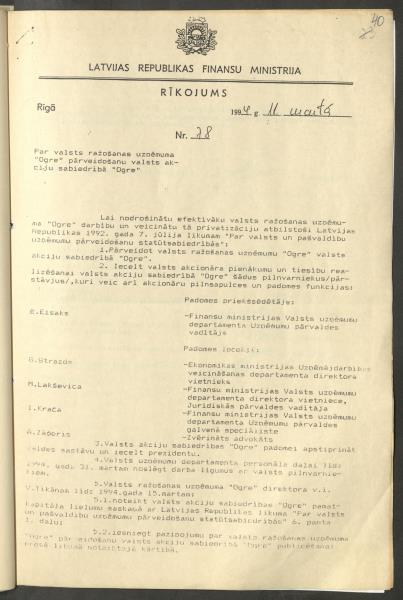 40
LATVIJAS REPUBLIKAS FINANSU MINISTRIJA
RĪKOJUMS
Rīgā 1994. g. 11. martā
Nr. 78
Par valsts ražošanas uzņēmuma
"Ogre" pārveidošanu valsts ak-
ciju sabiedrībā "Ogre"
Lai nodrošinātu efektīvāku valsts ražošanas uzņēmu-
ma "Ogre" darbību un veicinātu tā privatizāciju atbilstoši Latvijas
Republikas 1992. gada 7. jūlija likumam "Par valsts un pašvaldību
uzņēmumu pārveidošanu statūtsabiedrībās":
1.Pārveidot valsts ražošanas uzņēmumu "Ogre" valsts
akciju sabiedrībā "Ogre".
2. Iecelt valsts akcionāra pienākumu un tiesību rea-
lizēšanai valsts akciju sabiedrībā "Ogre" šādus pilnvarniekus/pār-
stāvjus/,kuri veic arī akcionāru pilnsapulces un padomes funkcijas:
Padomes priekšsēdētājs:
E.Eisaks -Finansu ministrijas Valsts uzņēmumu
departamenta Uzņēmumu pārvaldes
vadītājs
Padomes locekļi:
B.Strazds -Ekonomikas ministrijas Uzņēmējdarbības
veicināšanas departamenta direktora
vietnieks
M.Lakševica -Finansu ministrijas Valsts uzņēmumu
departamenta direktora vietniece,
Juridiskās pārvaldes vadītāja
I.Krača -Finansu ministrijas Valsts uzņēmumu
departamenta Uzņēmumu pārvaldes
galvenā speciāliste
-Zvērināts advokāts
3.Valsts akciju sabiedrības "Ogre" padomei apstiprināt
valdes sastāvu un iecelt prezidentu.
4.Valsts uzņēmumu departamenta personāla daļai līdz
1994. gada 31. martam noslēgt darba līgumus ar valsts pilnvarnie-
kiem.
5.Valsts ražošanas uzņēmuma "Ogre" direktora v.i.
V.Tikānam līdz 1994.gada 15.martam:
5.1.noteikt valsts akciju sabiedrības "Ogre" pamat-
kapitāla lielumu saskaņā ar Latvijas Republikas likuma "Par valsts
un pašvaldību uzņēmumu pārveidošanu statūtsabiedrībās" 6. panta
1. daļu;
5.2.iesniegt paziņojumu par valsts ražošanas uzņēmuma
"Ogre" pārveidošanu valsts akciju sabiedrībā "Ogre" publicēšanai
presē likumā noteiktajā kārtībā.